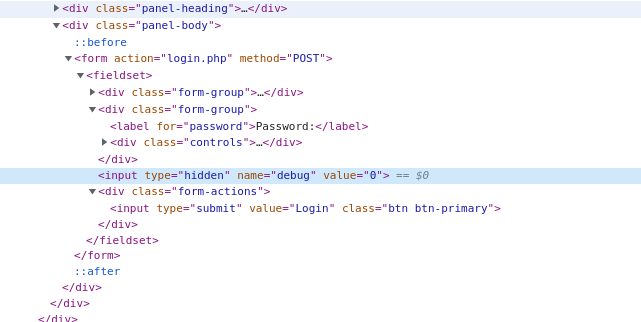 <div class="panel-heading">…</div>
<div class="panel-body">
::before
<form action="login.php" method="POST">
<fieldset>
<div class="form-group">…</div>
<div class="form-group">
<label for="password">Password:</label>
<div class="controls">…</div>
</div>
<input type="hidden" name="debug" value="0"> == $0
<div class="form-actions">
<input type="submit" value="Login" class="btn btn-primary">
</div>
</fieldset>
</form>
::after
</div>
</div>
</div>